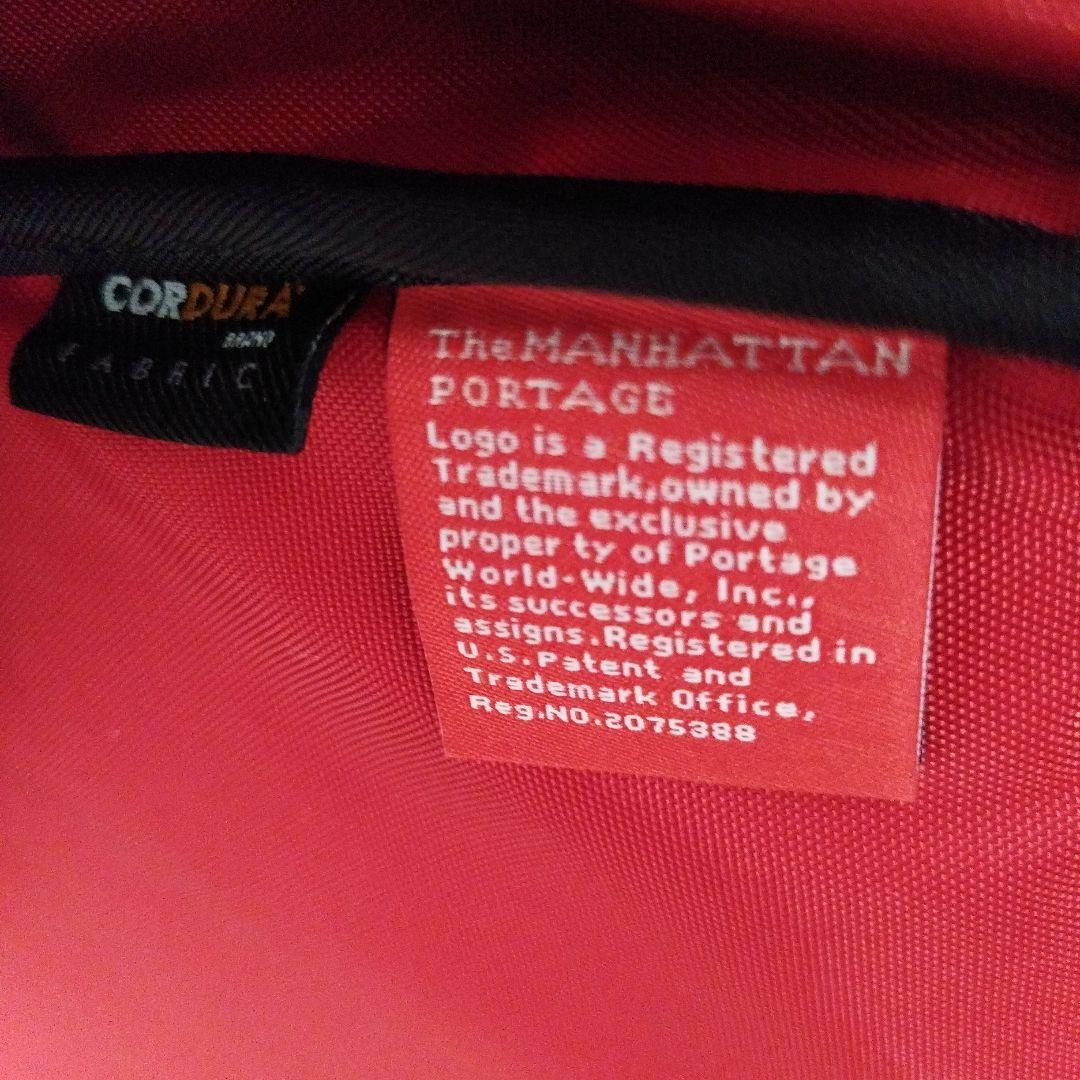 CORDURA
BRAND
FABRIC
The MANHATTAN
PORTAGE
Logo is a Registered
Trademark,owned by
and the exclusive
proper ty of Portage
World-Wide, Inc.,
its successors and
assigns.Registered in
U.S.Patent and
Trademark Office,
Reg.NO.2075388